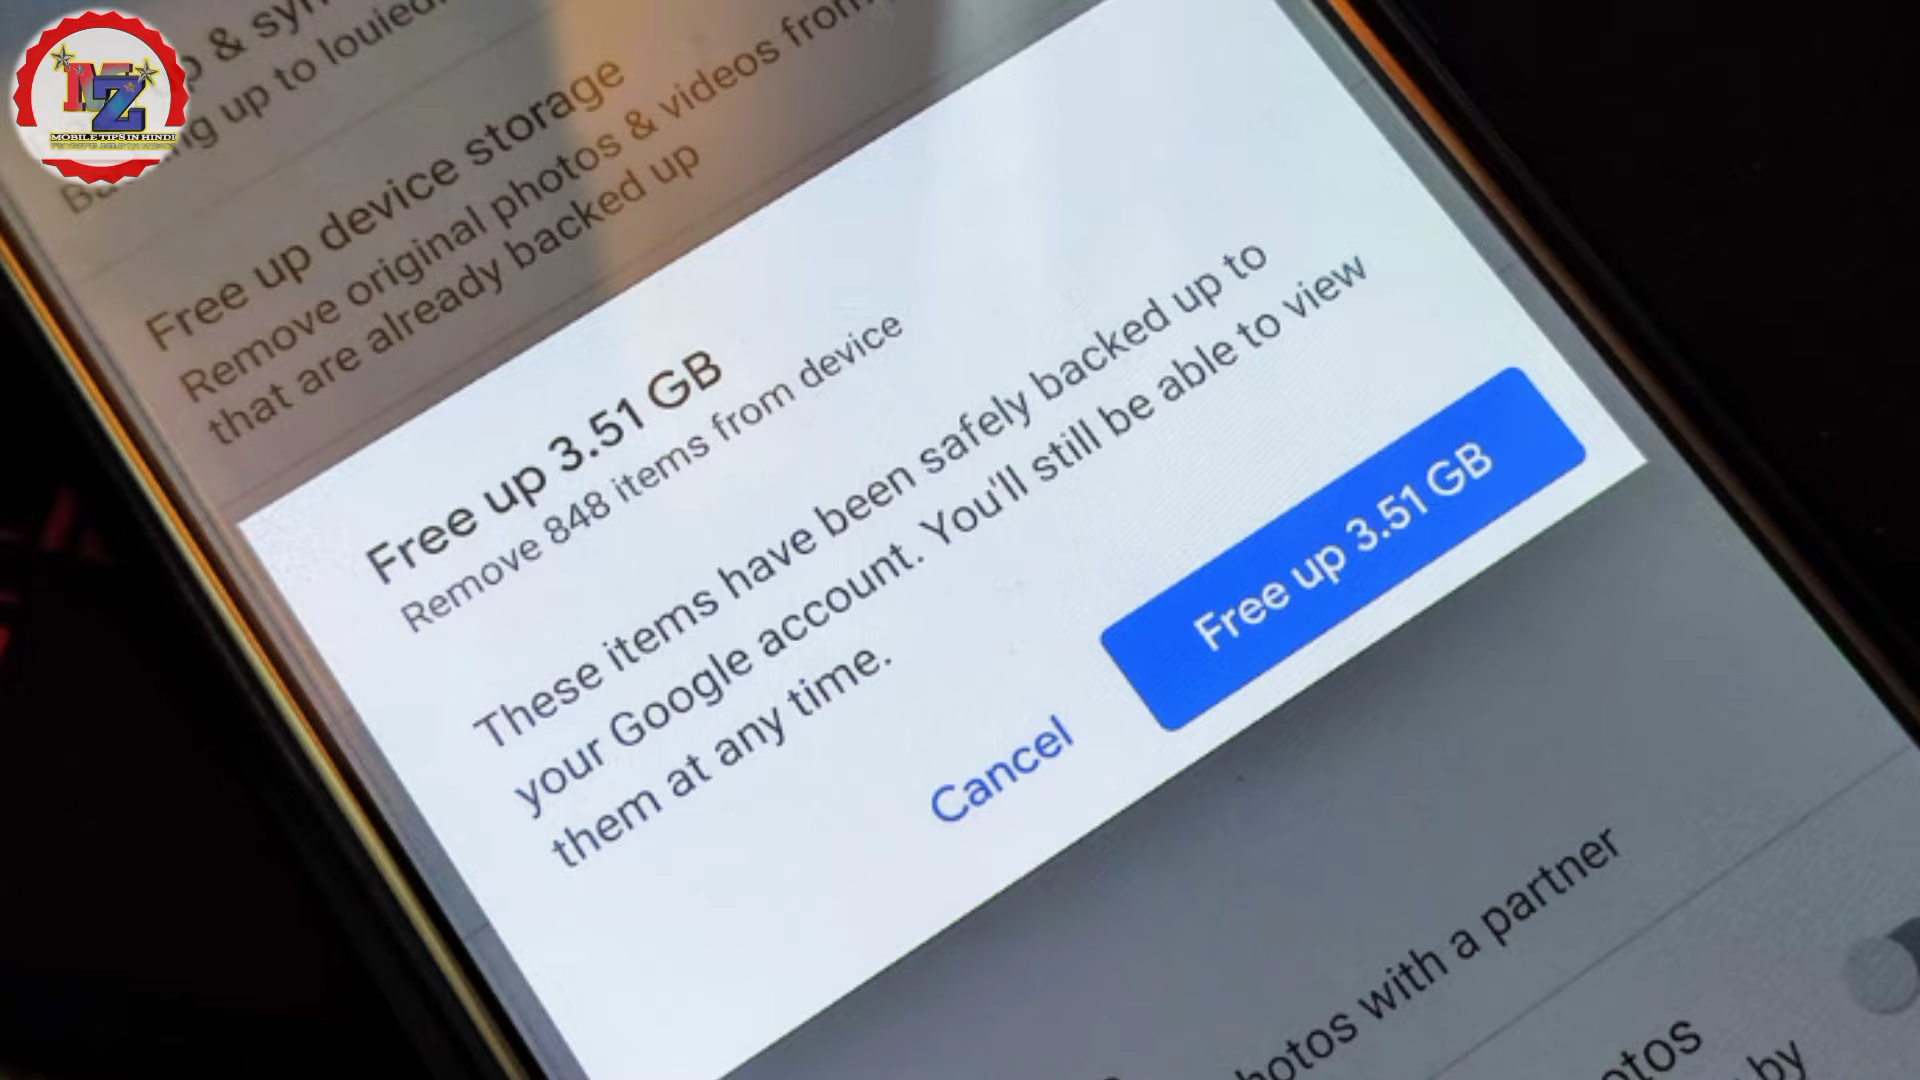 MZ
MOBILE TIPS IN HINDI
& syn
up to louied
Free up device storage
Remove original photos & videos from
that are already backed up
Free up 3.51 GB
Remove 848 items from device
These items have been safely backed up to
your Google account. You'll still be able to view
them at any time.
Cancel
Free up 3.51 GB
with a partner
by